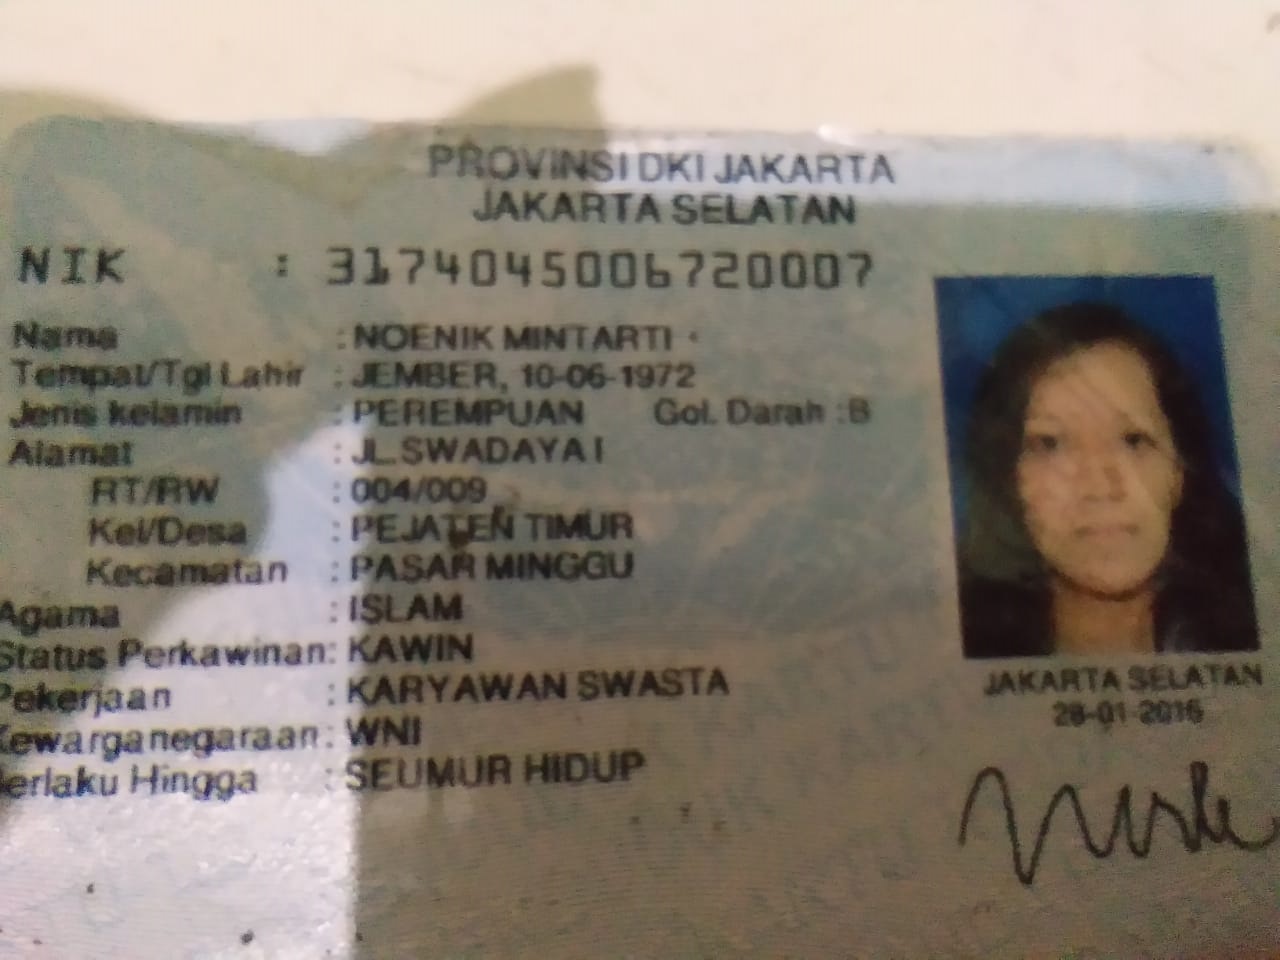 PROVINSI DKI JAKARTA
JAKARTA SELATAN
NIK : 3174045006720007
Nama : NOENIK MINTARTI
Tempat/Tgl Lahir : JEMBER, 10-06-1972
Jenis kelamin : PEREMPUAN Gol. Darah : B
Alamat : JL.SWADAYA I
RT/RW : 004/009
Kel/Desa : PEJATEN TIMUR
Kecamatan : PASAR MINGGU
Agama : ISLAM
Status Perkawinan: KAWIN
Pekerjaan : KARYAWAN SWASTA
Kewarganegaraan: WNI
Berlaku Hingga : SEUMUR HIDUP
JAKARTA SELATAN
28-01-2016